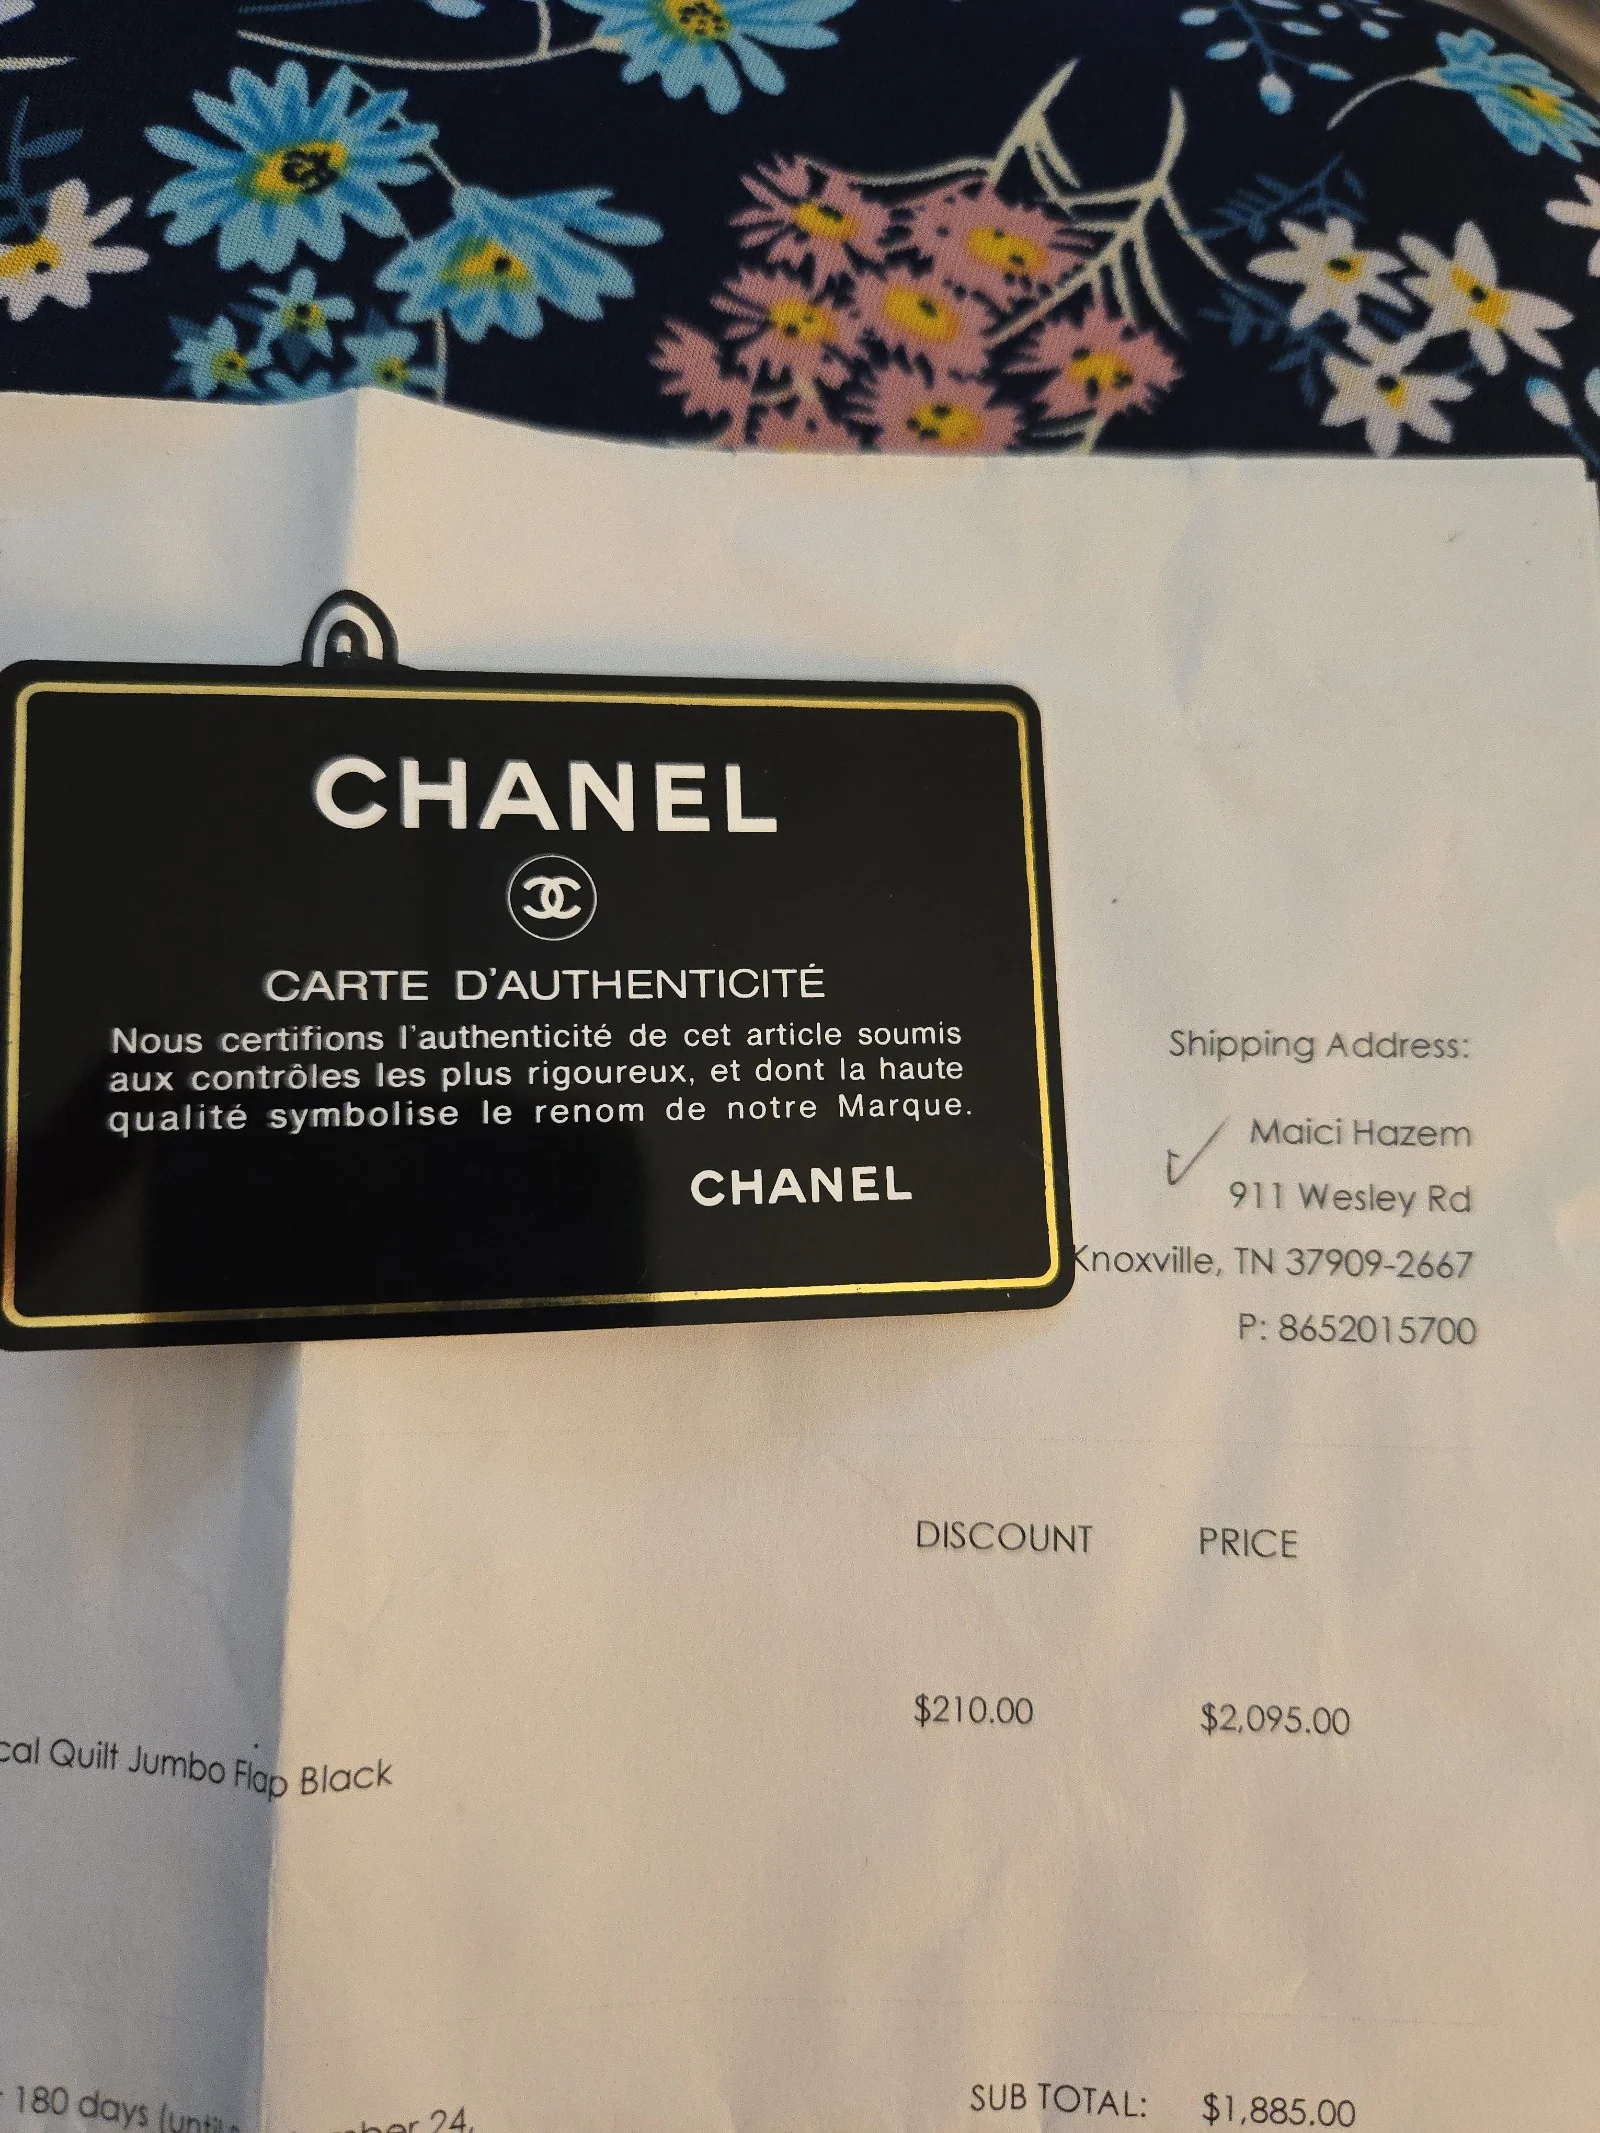 CHANEL
CARTE D'AUTHENTICITÉ
Nous certifions l'authenticité de cet article soumis
aux contrôles les plus rigoureux, et dont la haute
qualité symbolise le renom de notre Marque.
CHANEL
Shipping Address:
Maici Hazem
911 Wesley Rd
Knoxville, TN 37909-2667
P: 8652015700
DISCOUNT PRICE
$210.00 $2,095.00
cal Quilt Jumbo Flap Black
180 days (until
24,
SUB TOTAL: $1,885.00